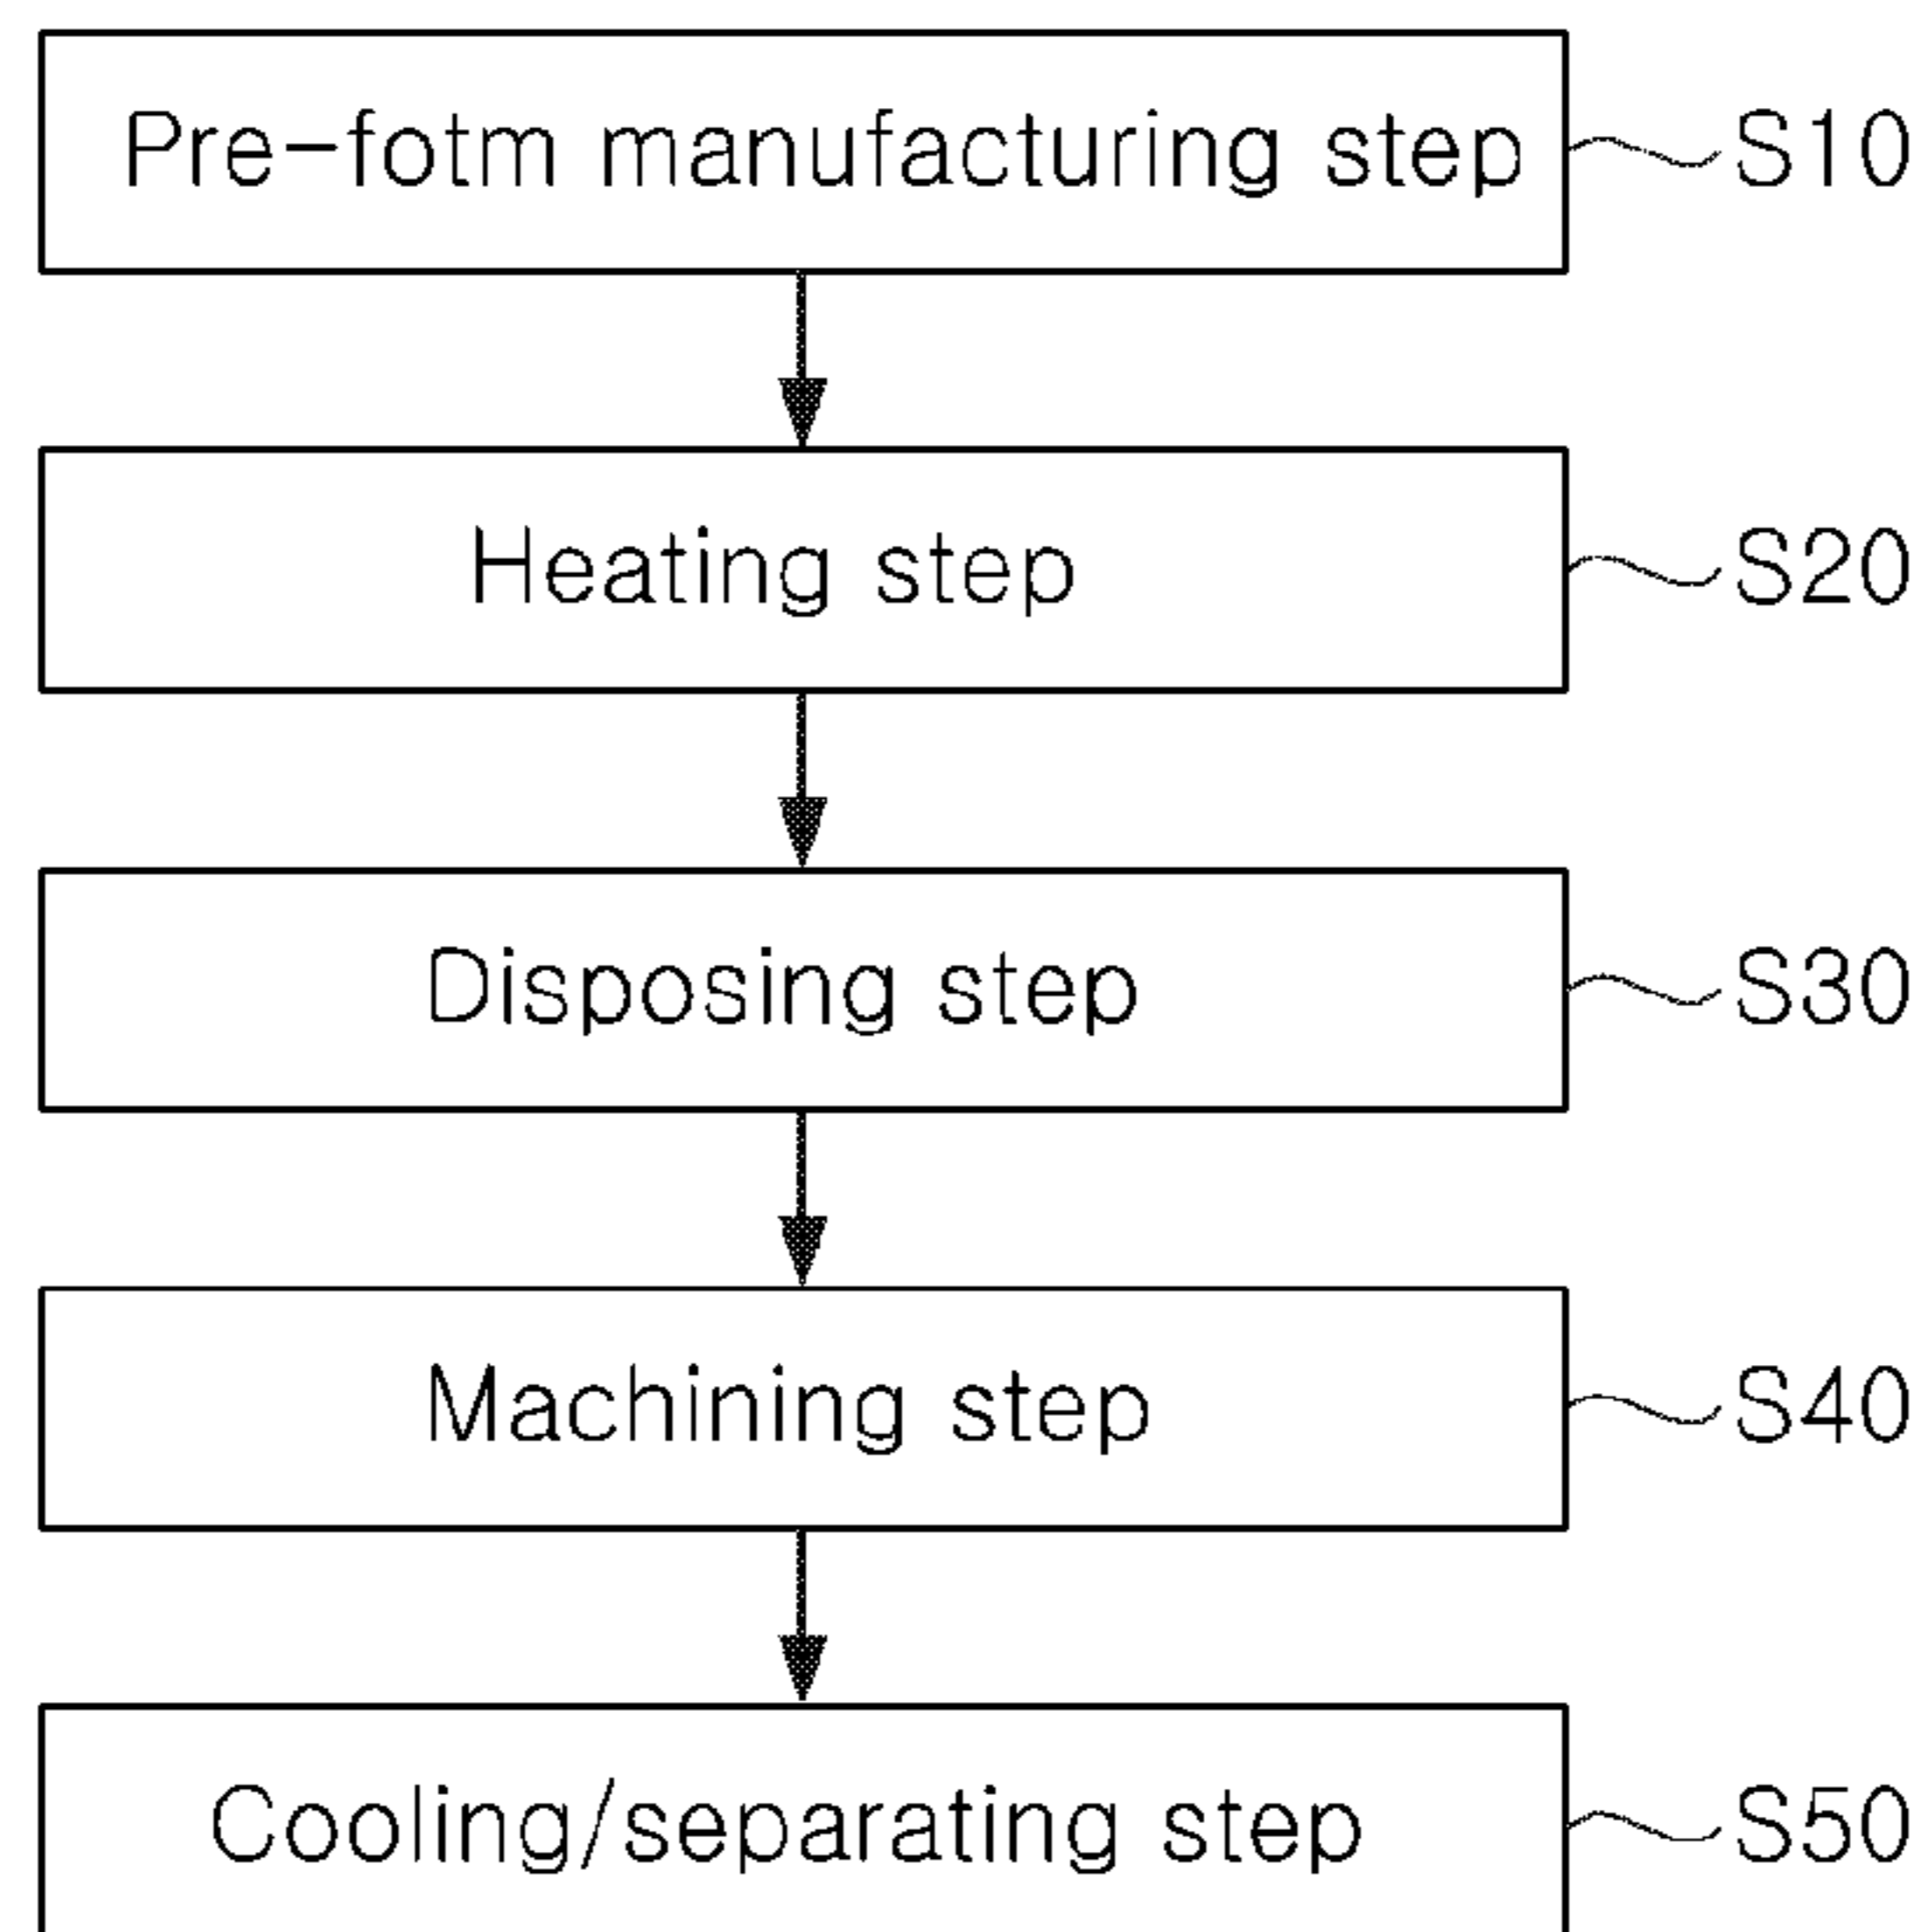 Pre-fotm manufacturing step S10
Heating step S20
Disposing step S30
Machining step S40
Cooling/separating step S50